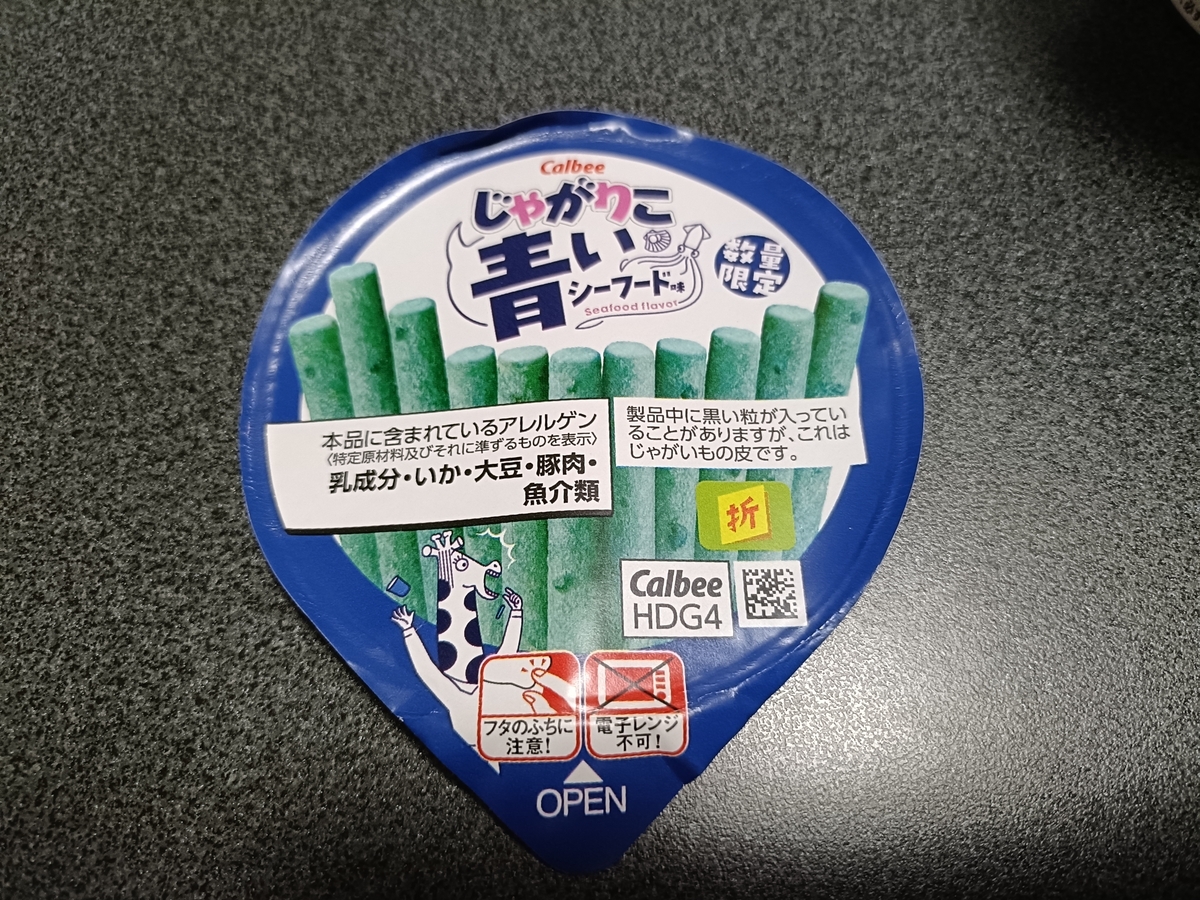 Calbee
じゃがりこ
青い
シーフード味
Seafood flavor
数量
限定
本品に含まれているアレルゲン
〈特定原材料及びそれに準ずるものを表示〉
乳成分・いか・大豆・豚肉・
魚介類
製品中に黒い粒が入ってい
ることがありますが、これは
じゃがいもの皮です。
折
Calbee
HDG4
フタのふちに
注意!
電子レンジ
不可!
OPEN